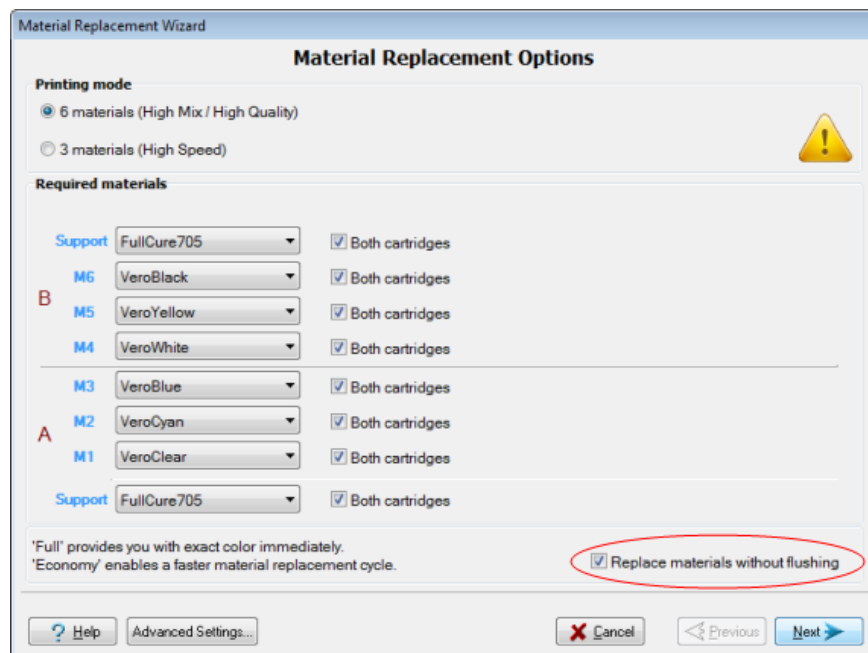 Material Replacement Wizard
Material Replacement Options
Printing mode
6 materials (High Mix / High Quality)
3 materials (High Speed)
Required materials
Support FullCure705 Both cartridges
M6 VeroBlack Both cartridges
B
M5 VeroYellow Both cartridges
M4 VeroWhite Both cartridges
M3 VeroBlue Both cartridges
M2 VeroCyan Both cartridges
A
M1 VeroClear Both cartridges
Support FullCure705 Both cartridges
'Full' provides you with exact color immediately.
'Economy' enables a faster material replacement cycle.
Replace materials without flushing
? Help Advanced Settings... Cancel Previous Next